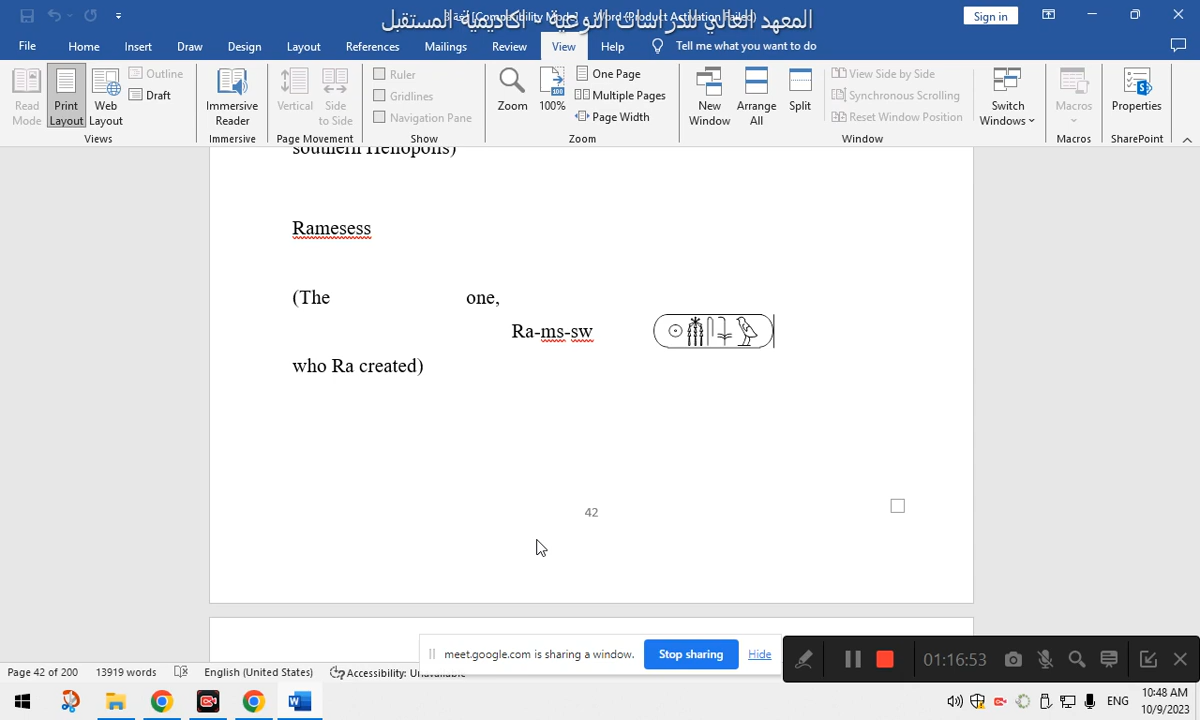 المعهد العالي للدراسات النوعية - أكاديمية المستقبل
Word (Product Activation Failed)
Sign in
File Home Insert Draw Design Layout References Mailings Review View Help Tell me what you want to do
Read Mode
Print Layout
Web Layout
Outline
Draft
Views
Immersive Reader
Immersive
Vertical
Side to Side
Page Movement
Ruler
Gridlines
Navigation Pane
Show
Zoom
100%
One Page
Multiple Pages
Page Width
Zoom
New Window
Arrange All
Split
View Side by Side
Synchronous Scrolling
Reset Window Position
Window
Switch Windows
Macros
Macros
Properties
SharePoint
southern Heliopolis)
Ramesess
(The one,
Ra-ms-sw
who Ra created)
42
meet.google.com is sharing a window.
Stop sharing
Hide
01:16:53
Page 42 of 200
13919 words
English (United States)
Accessibility: Unavailable
ENG
10:48 AM
10/9/2023